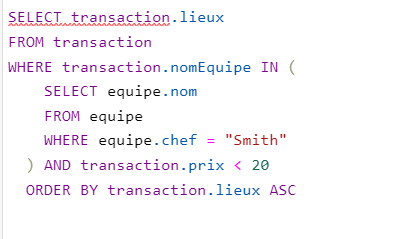 SELECT transaction.lieux
FROM transaction
WHERE transaction.nomEquipe IN (
    SELECT equipe.nom
    FROM equipe
    WHERE equipe.chef = "Smith"
  ) AND transaction.prix < 20
  ORDER BY transaction.lieux ASC